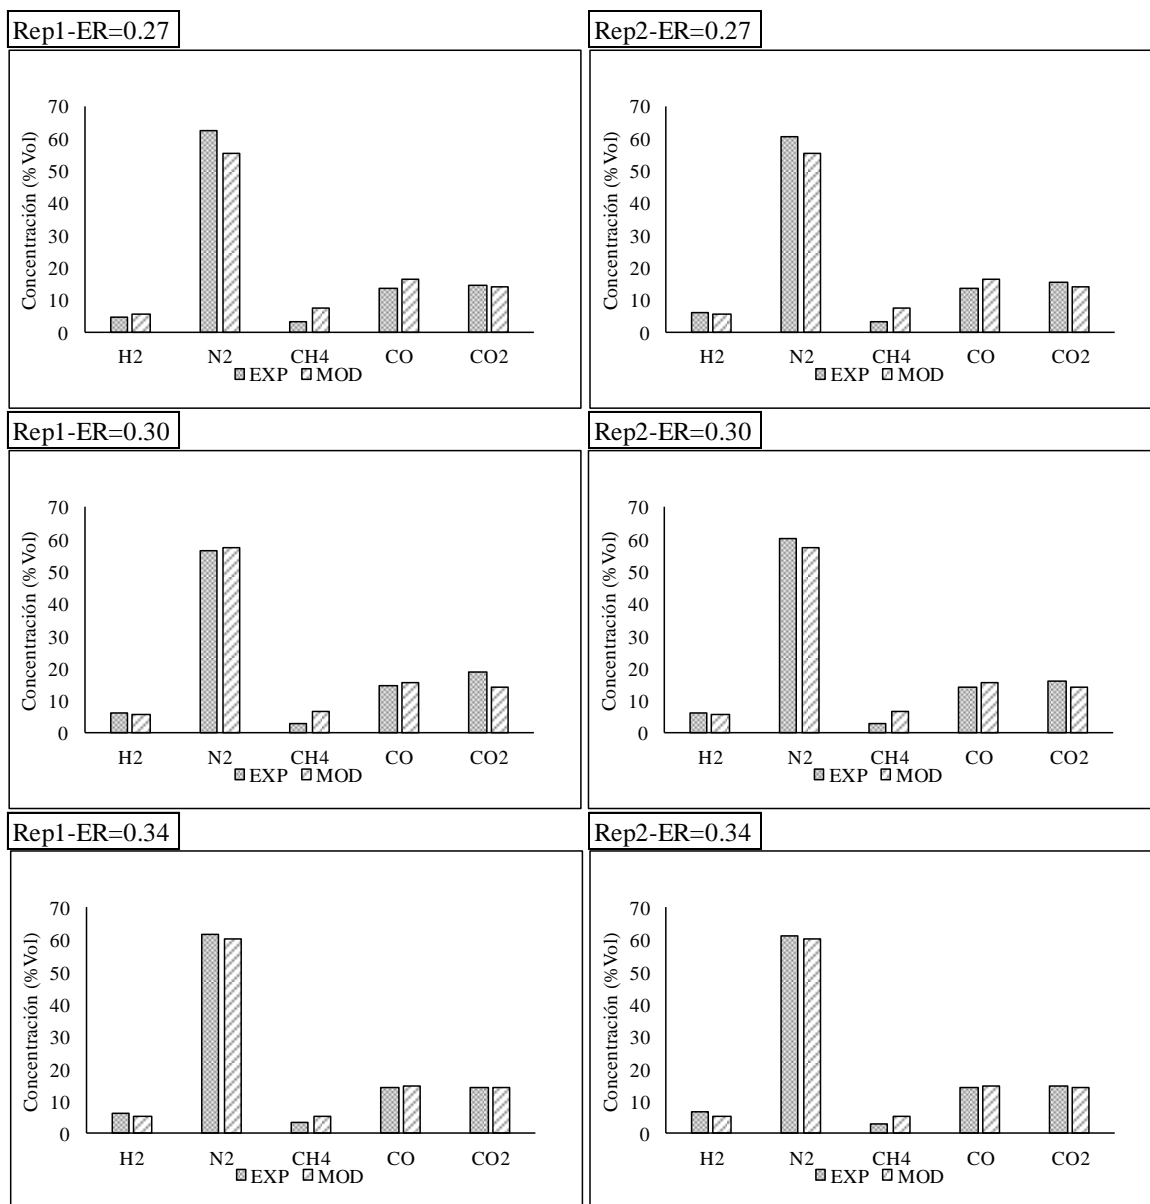 Rep1-ER=0.27
Concentración (%Vol)
70
60
50
40
30
20
10
0
H2 N2 CH4 CO CO2
EXP MOD
Rep2-ER=0.27
Concentración (%Vol)
70
60
50
40
30
20
10
0
H2 N2 CH4 CO CO2
EXP MOD
Rep1-ER=0.30
Concentración (%Vol)
70
60
50
40
30
20
10
0
H2 N2 CH4 CO CO2
EXP MOD
Rep2-ER=0.30
Concentración (%Vol)
70
60
50
40
30
20
10
0
H2 N2 CH4 CO CO2
EXP MOD
Rep1-ER=0.34
Concentración (%Vol)
70
60
50
40
30
20
10
0
H2 N2 CH4 CO CO2
EXP MOD
Rep2-ER=0.34
Concentración (%Vol)
70
60
50
40
30
20
10
0
H2 N2 CH4 CO CO2
EXP MOD